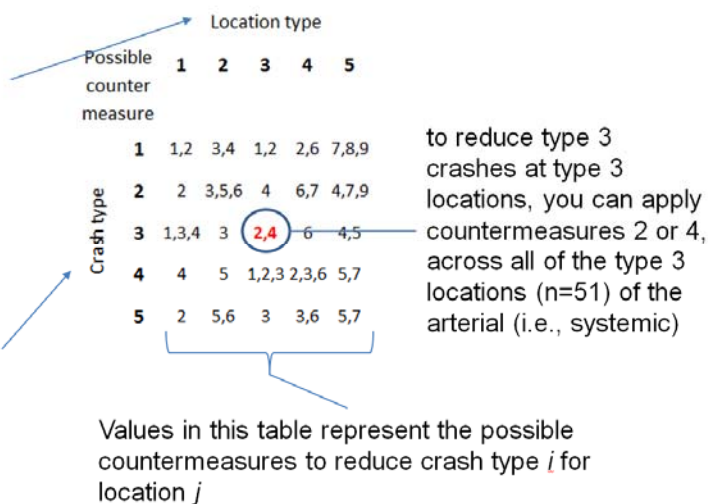 Location type
Possible counter measure 1 2 3 4 5
1 1,2 3,4 1,2 2,6 7,8,9
2 2 3,5,6 4 6,7 4,7,9
Crash type
3 1,3,4 3 2,4 6 4,5
4 4 5 1,2,3 2,3,6 5,7
5 2 5,6 3 3,6 5,7
to reduce type 3
crashes at type 3
locations, you can apply
countermeasures 2 or 4,
across all of the type 3
locations (n=51) of the
arterial (i.e., systemic)
Values in this table represent the possible
countermeasures to reduce crash type i for
location j